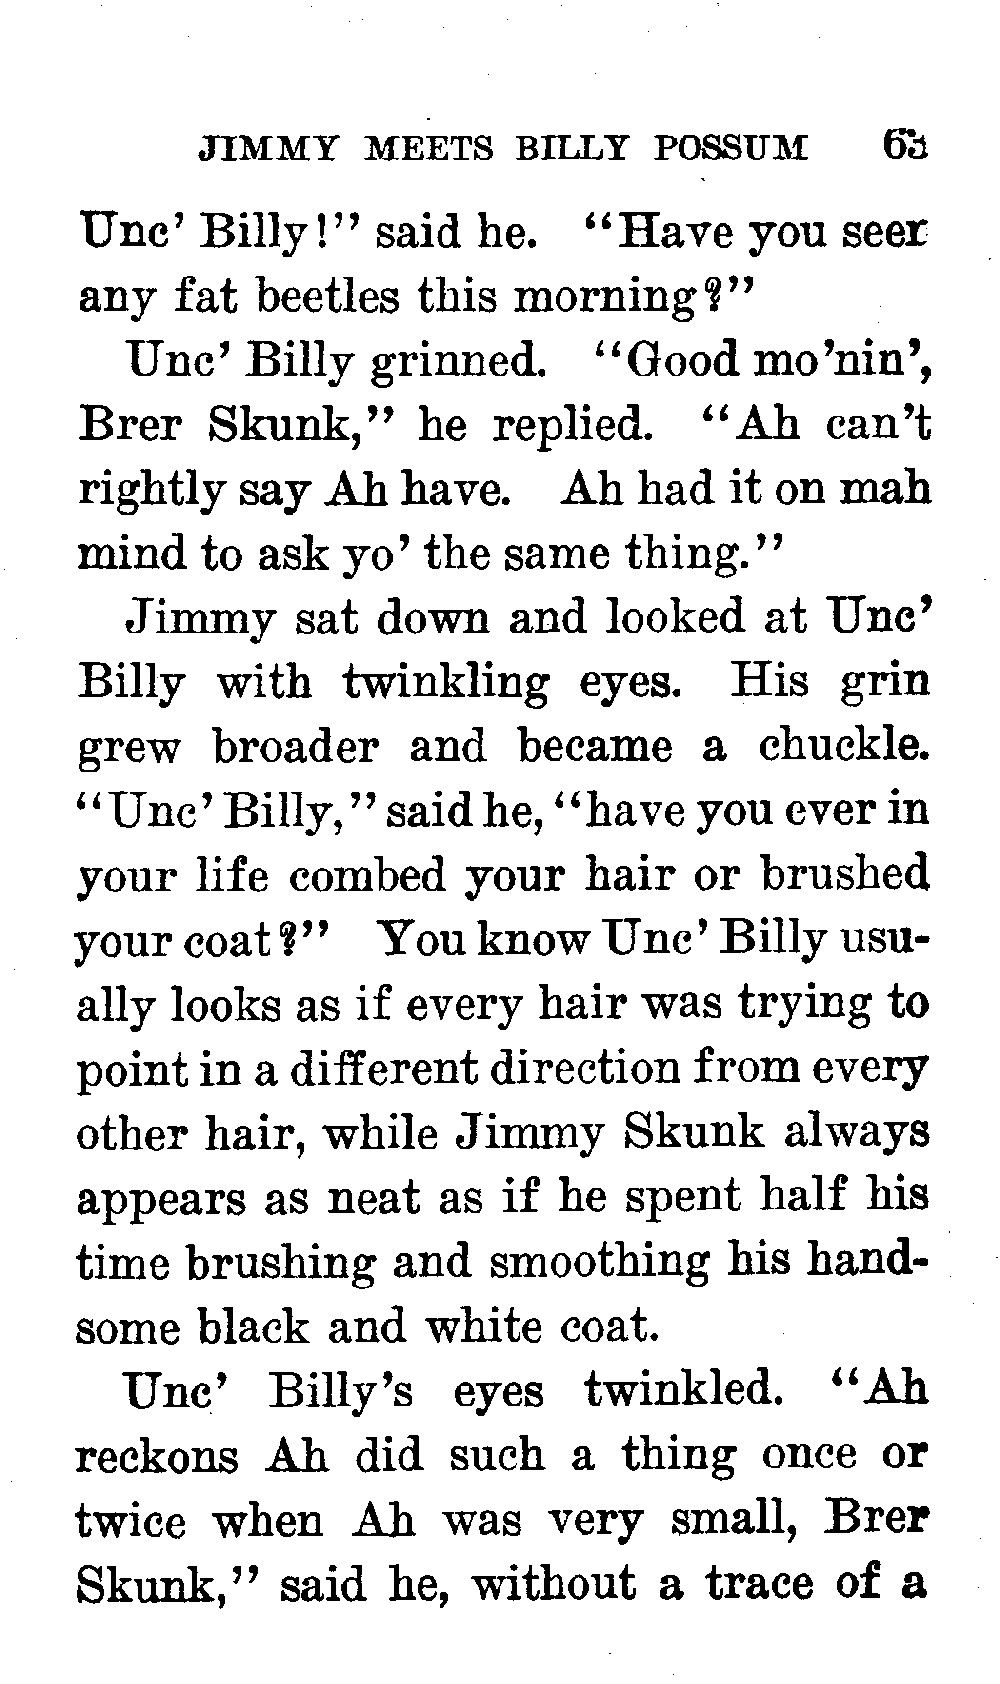 JIMMY MEETS BILLY POSSUM 63
Unc' Billy!" said he. "Have you seen
any fat beetles this morning?"
Unc' Billy grinned. "Good mo'nin',
Brer Skunk," he replied. "Ah can't
rightly say Ah have. Ah had it on mah
mind to ask yo' the same thing."
Jimmy sat down and looked at Unc'
Billy with twinkling eyes. His grin
grew broader and became a chuckle.
"Unc' Billy," said he, "have you ever in
your life combed your hair or brushed
your coat?" You know Unc' Billy usu-
ally looks as if every hair was trying to
point in a different direction from every
other hair, while Jimmy Skunk always
appears as neat as if he spent half his
time brushing and smoothing his hand-
some black and white coat.
Unc' Billy's eyes twinkled. "Ah
reckons Ah did such a thing once or
twice when Ah was very small, Brer
Skunk," said he, without a trace of a